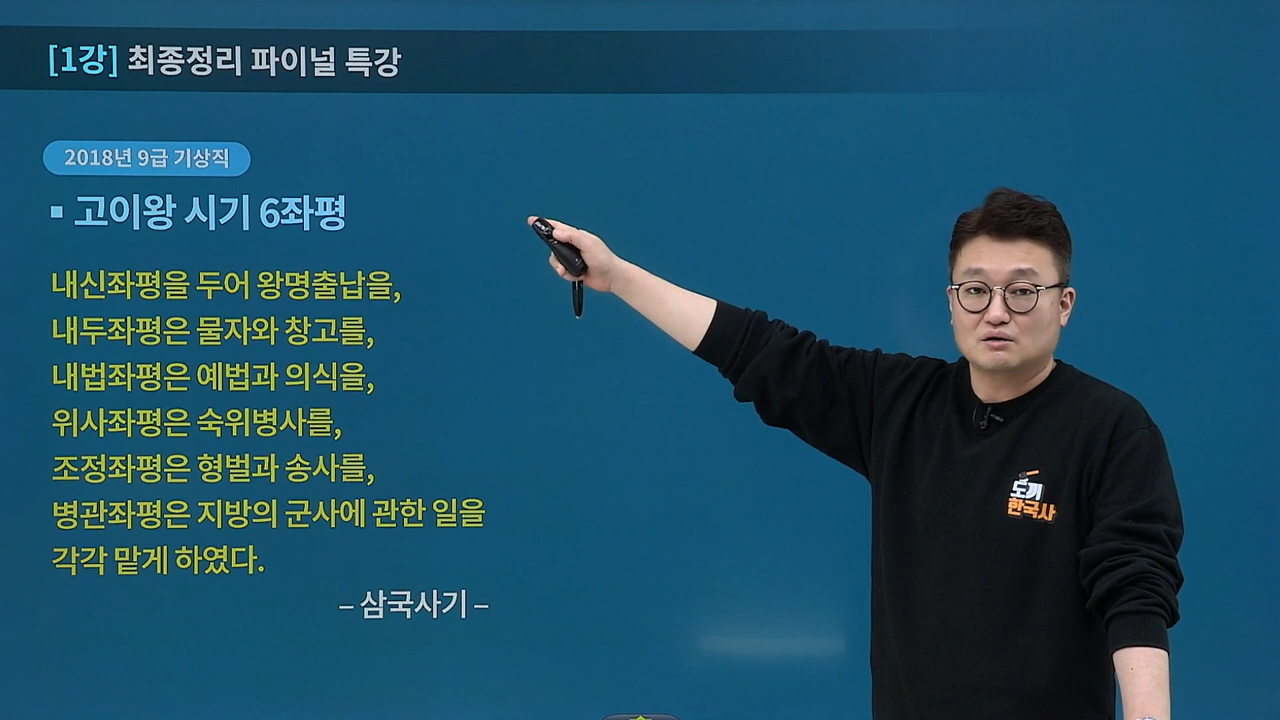 [1강] 최종정리 파이널 특강
2018년 9급 기상직
▪ 고이왕 시기 6좌평
내신좌평을 두어 왕명출납을,
내두좌평은 물자와 창고를,
내법좌평은 예법과 의식을,
위사좌평은 숙위병사를,
조정좌평은 형벌과 송사를,
병관좌평은 지방의 군사에 관한 일을
각각 맡게 하였다.
– 삼국사기 –
도끼
한국사